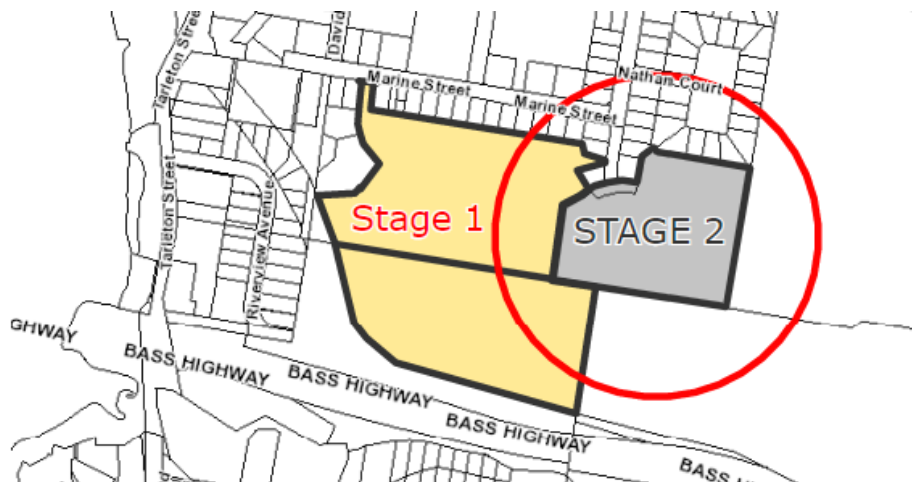 Tarleton Street
David
Marine Street
Nathan Court
Marine Street
Tarleton Street
Riverview Avenue
Stage 1
STAGE 2
GHWAY
BASS HIGHWAY
BASS HIGHWAY
BASS HIGHWAY
BASS HI